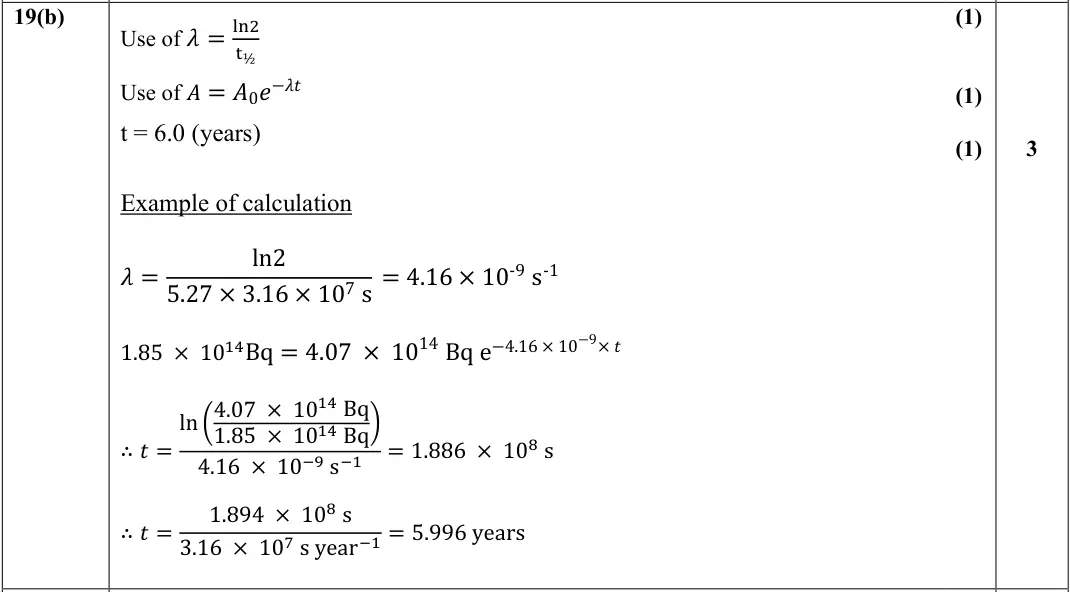 19(b)
Use of λ = ln2 / t½ (1)
Use of A = A₀e^−λt (1)
t = 6.0 (years) (1) 3
Example of calculation
λ = ln2 / 5.27 × 3.16 × 10⁷ s = 4.16 × 10⁻⁹ s⁻¹
1.85 × 10¹⁴Bq = 4.07 × 10¹⁴ Bq e^−4.16 × 10⁻⁹× t
∴ t = ln (4.07 × 10¹⁴ Bq / 1.85 × 10¹⁴ Bq) / 4.16 × 10⁻⁹ s⁻¹ = 1.886 × 10⁸ s
∴ t = 1.894 × 10⁸ s / 3.16 × 10⁷ s year⁻¹ = 5.996 years